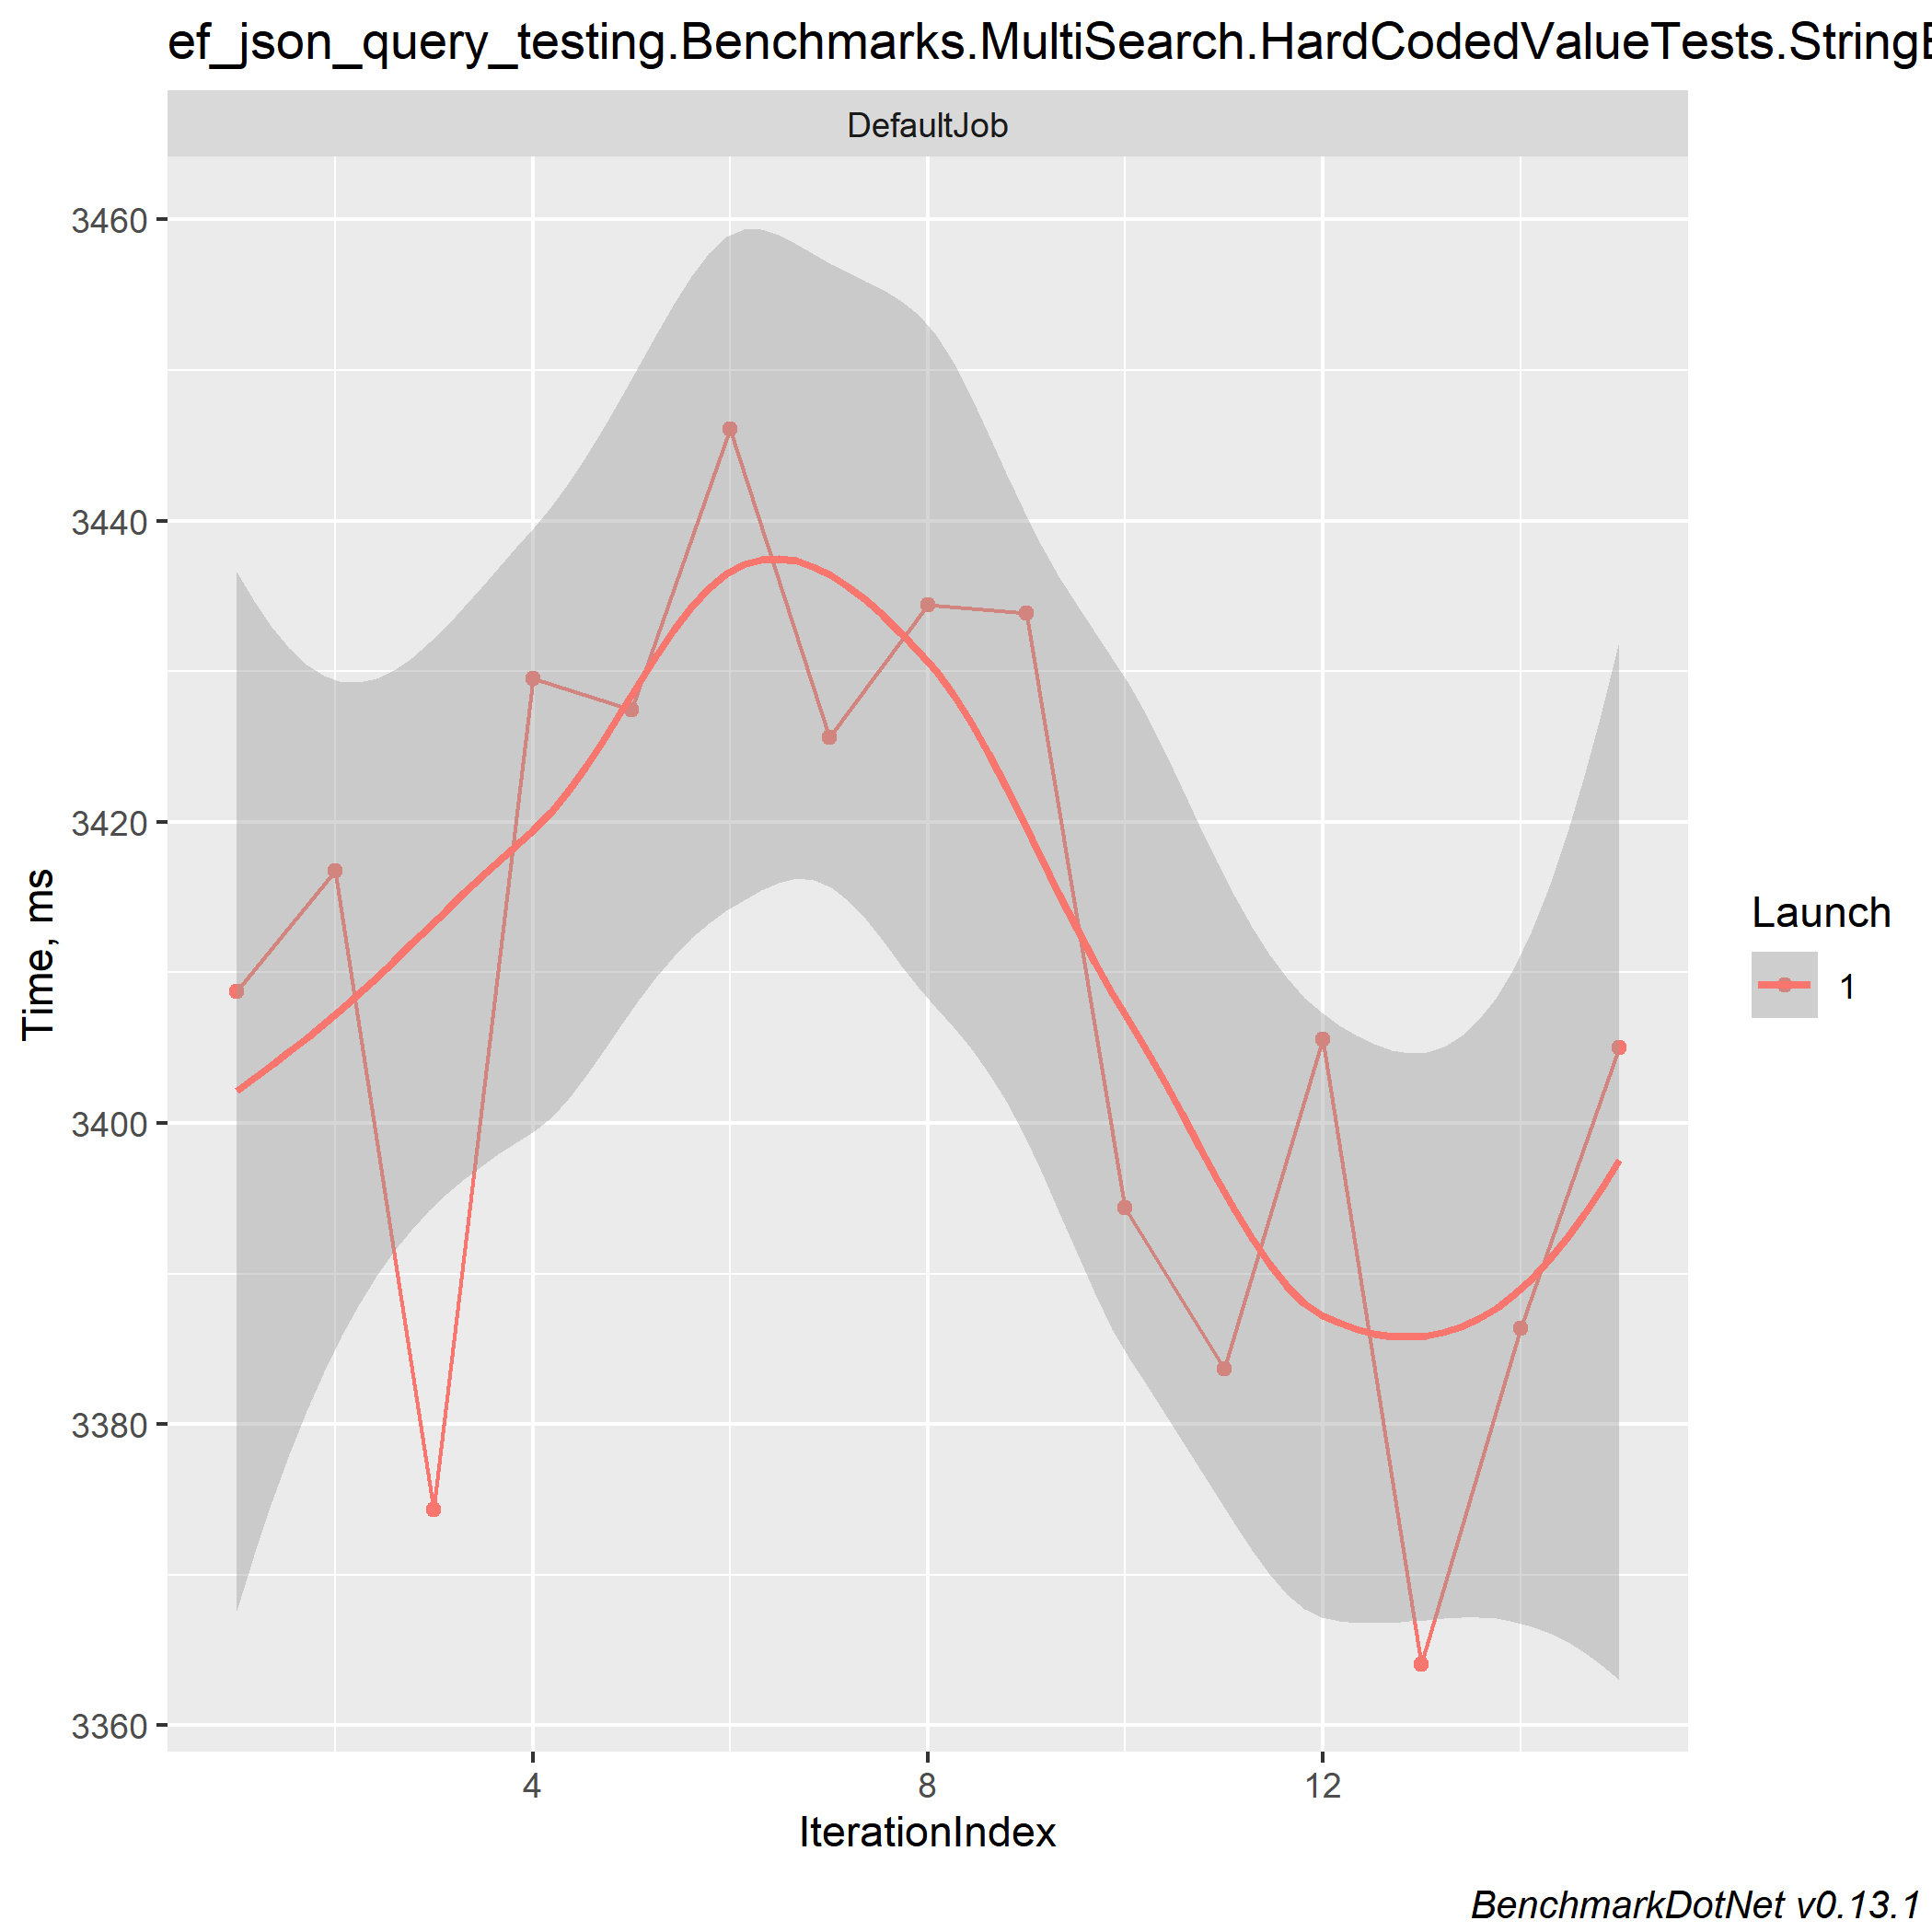 ef_json_query_testing.Benchmarks.MultiSearch.HardCodedValueTests.String
DefaultJob
3460
3440
3420
3400
3380
3360
Time, ms
4
8
12
IterationIndex
Launch
1
BenchmarkDotNet v0.13.1